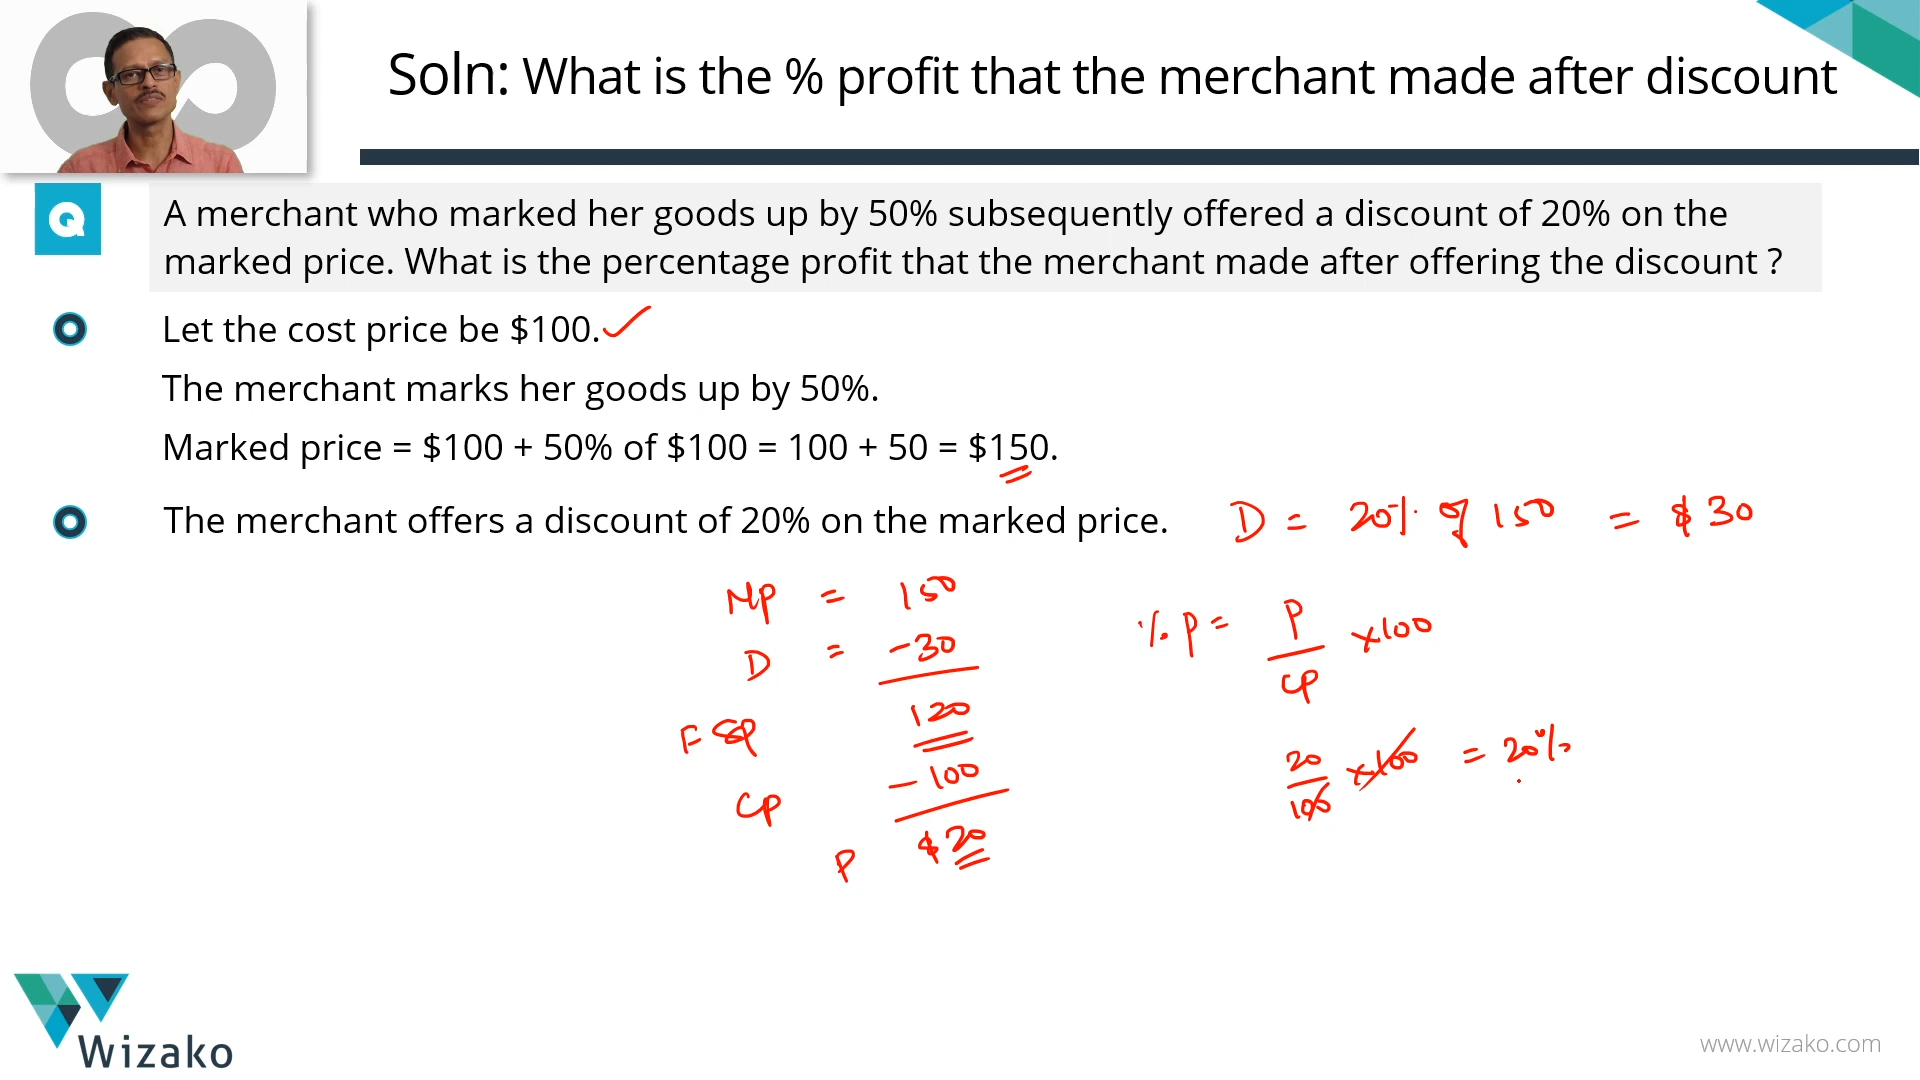 Soln: What is the % profit that the merchant made after discount
Q
A merchant who marked her goods up by 50% subsequently offered a discount of 20% on the
marked price. What is the percentage profit that the merchant made after offering the discount ?
Let the cost price be $100.
The merchant marks her goods up by 50%.
Marked price = $100 + 50% of $100 = 100 + 50 = $150.
The merchant offers a discount of 20% on the marked price. D = 20% of 150 = $30
MP = 150
D = -30
FSP 120
CP - 100
P $20
% P = P/CP x100
20/100 x100 = 20%
Wizako
www.wizako.com